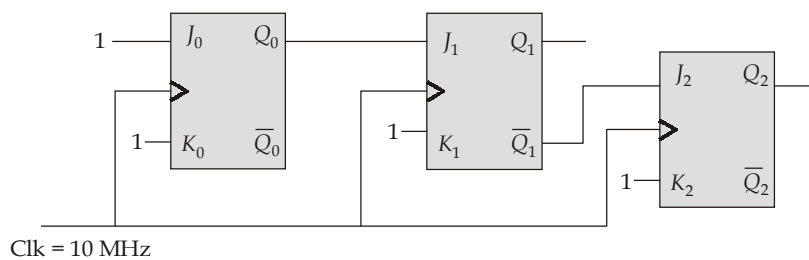 1 J₀ Q₀
J₁ Q₁
J₂ Q₂
1 K₀ Q̅₀
1 K₁ Q̅₁
1 K₂ Q̅₂
Clk = 10 MHz